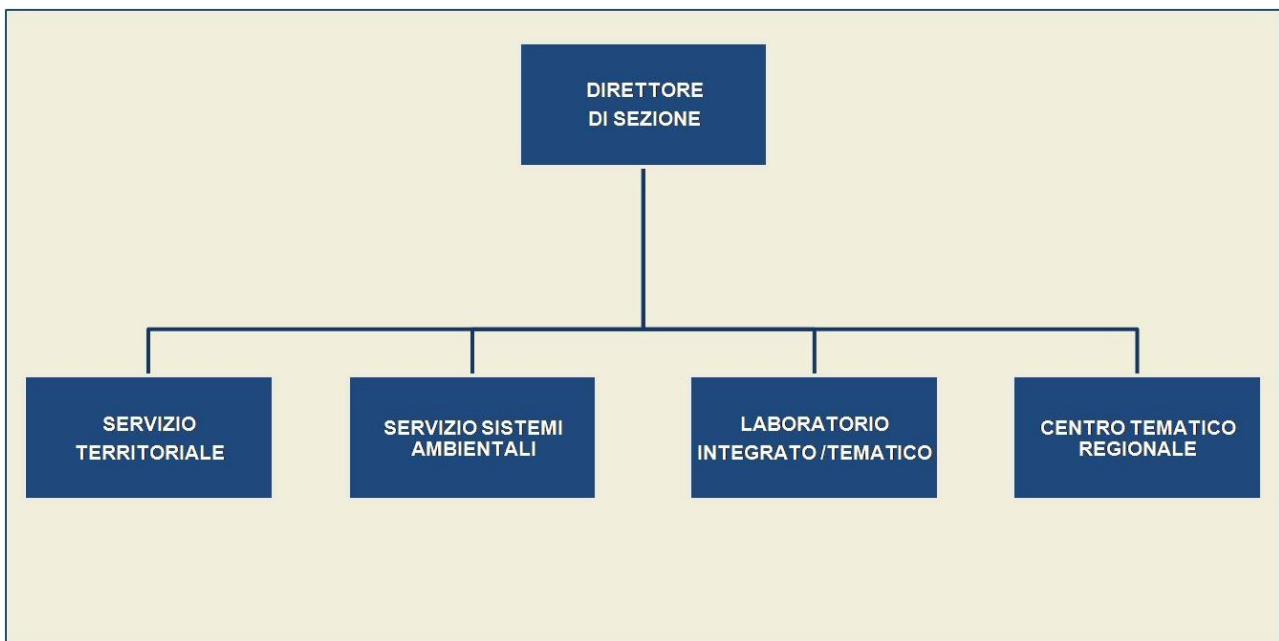 DIRETTORE
DI SEZIONE
SERVIZIO
TERRITORIALE
SERVIZIO SISTEMI
AMBIENTALI
LABORATORIO
INTEGRATO /TEMATICO
CENTRO TEMATICO
REGIONALE